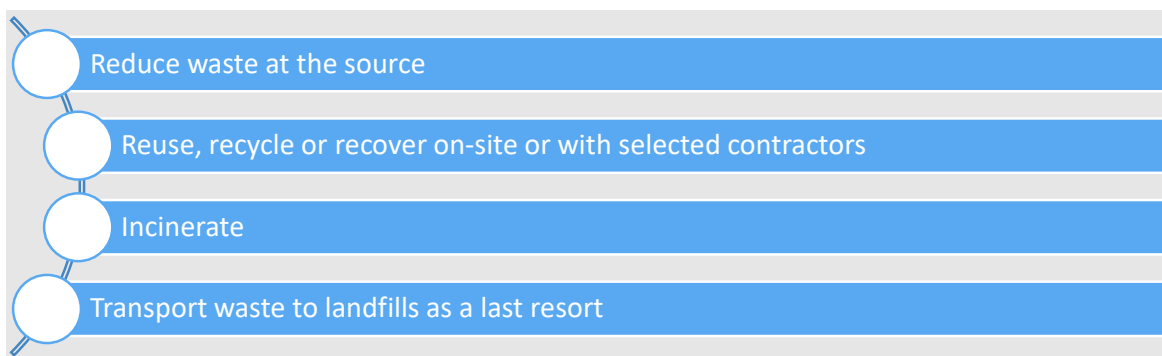 Reduce waste at the source
Reuse, recycle or recover on-site or with selected contractors
Incinerate
Transport waste to landfills as a last resort